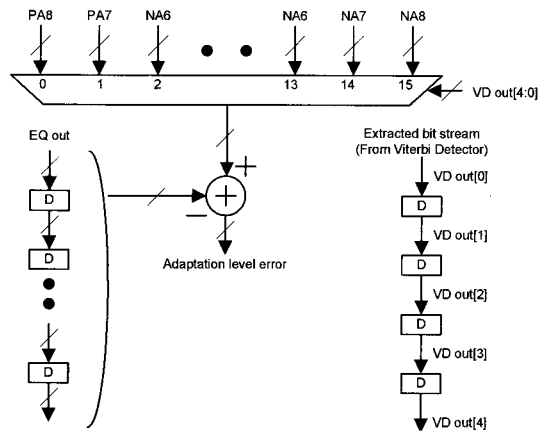 PA8 PA7 NA6 NA6 NA7 NA8
0 1 2 13 14 15
VD out[4:0]
EQ out
Extracted bit stream
(From Viterbi Detector)
+
VD out[0]
D
+
D
−
VD out[1]
D
Adaptation level error
D
VD out[2]
D
VD out[3]
D
D
VD out[4]